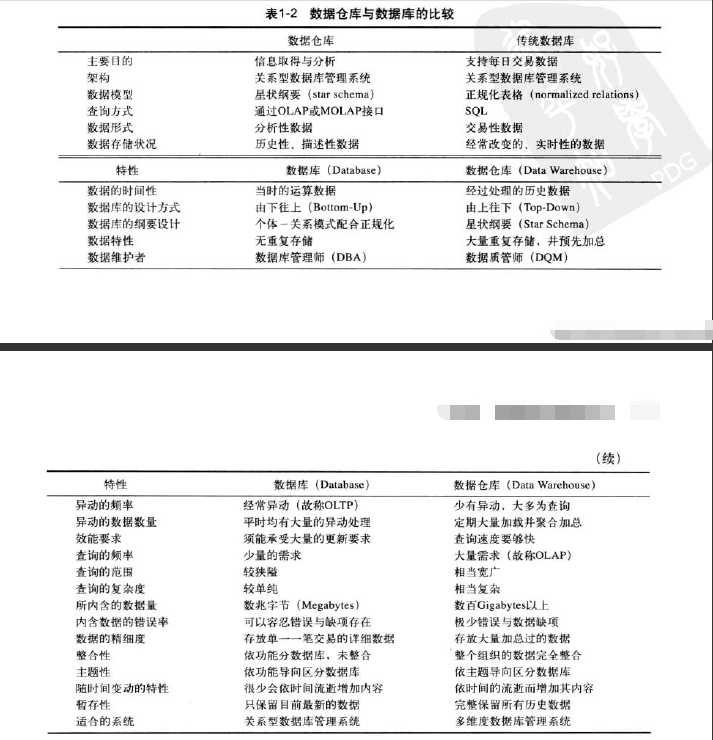 表1-2 数据仓库与数据库的比较
数据仓库 传统数据库
主要目的 信息取得与分析 支持每日交易数据
架构 关系型数据库管理系统 关系型数据库管理系统
数据模型 星状纲要（star schema） 正规化表格（normalized relations）
查询方式 通过OLAP或MOLAP接口 SQL
数据形式 分析性数据 交易性数据
数据存储状况 历史性、描述性数据 经常改变的、实时性的数据
特性 数据库（Database） 数据仓库（Data Warehouse）
数据的时间性 当时的运算数据 经过处理的历史数据
数据库的设计方式 由下往上（Bottom-Up） 由上往下（Top-Down）
数据库的纲要设计 个体－关系模式配合正规化 星状纲要（Star Schema）
数据特性 无重复存储 大量重复存储，并预先加总
数据维护者 数据库管理师（DBA） 数据质管师（DQM）
PDG
（续）
特性 数据库（Database） 数据仓库（Data Warehouse）
异动的频率 经常异动（故称OLTP） 少有异动，大多为查询
异动的数据数量 平时均有大量的异动处理 定期大量加载并聚合加总
效能要求 须能承受大量的更新要求 查询速度要够快
查询的频率 少量的需求 大量需求（故称OLAP）
查询的范围 较狭隘 相当宽广
查询的复杂度 较单纯 相当复杂
所内含的数据量 数兆字节（Megabytes） 数百Gigabytes以上
内含数据的错误率 可以容忍错误与缺项存在 极少错误与数据缺项
数据的精细度 存放单一一笔交易的详细数据 存放大量加总过的数据
整合性 依功能分数据库，未整合 整个组织的数据完全整合
主题性 依功能导向区分数据库 依主题导向区分数据库
随时间变动的特性 很少会依时间流逝增加内容 依时间的流逝而增加其内容
暂存性 只保留目前最新的数据 完整保留所有历史数据
适合的系统 关系型数据库管理系统 多维度数据库管理系统